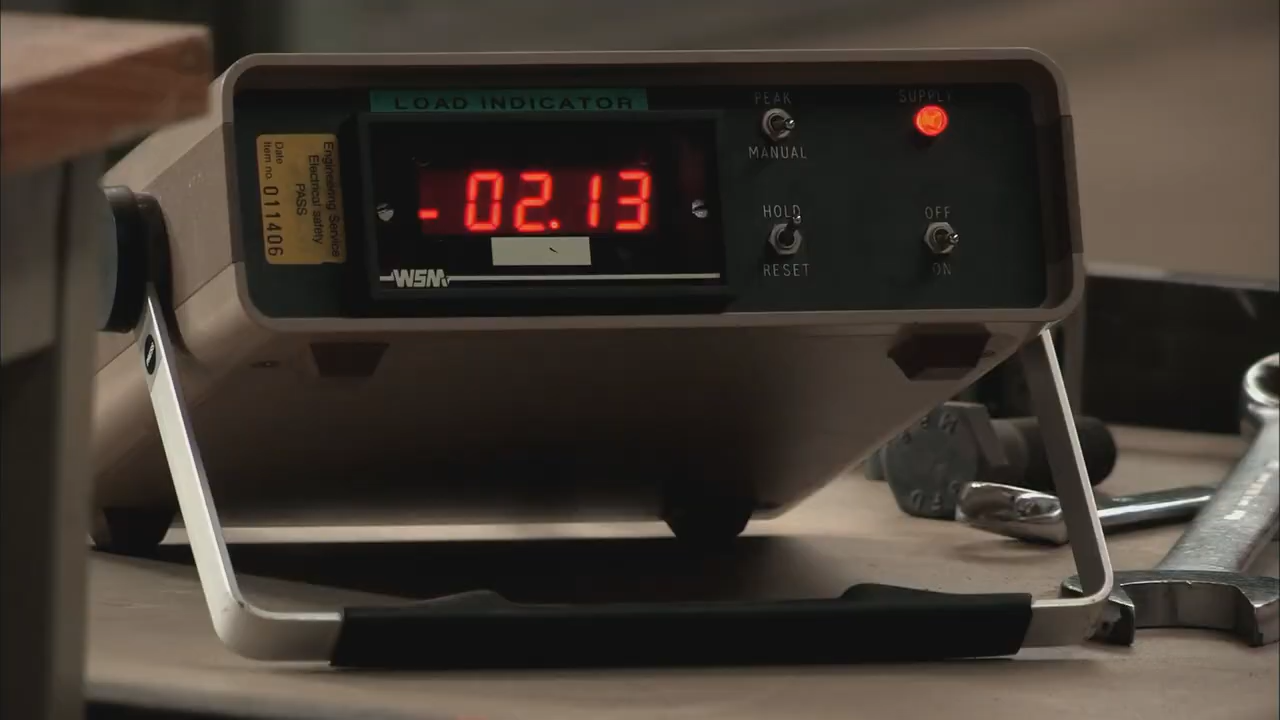 LOAD INDICATOR
Engineering Service
Electrical safety
PASS
Date
Item no. 011406
-02.13
WSM
PEAK
MANUAL
SUPPLY
HOLD
RESET
OFF
ON